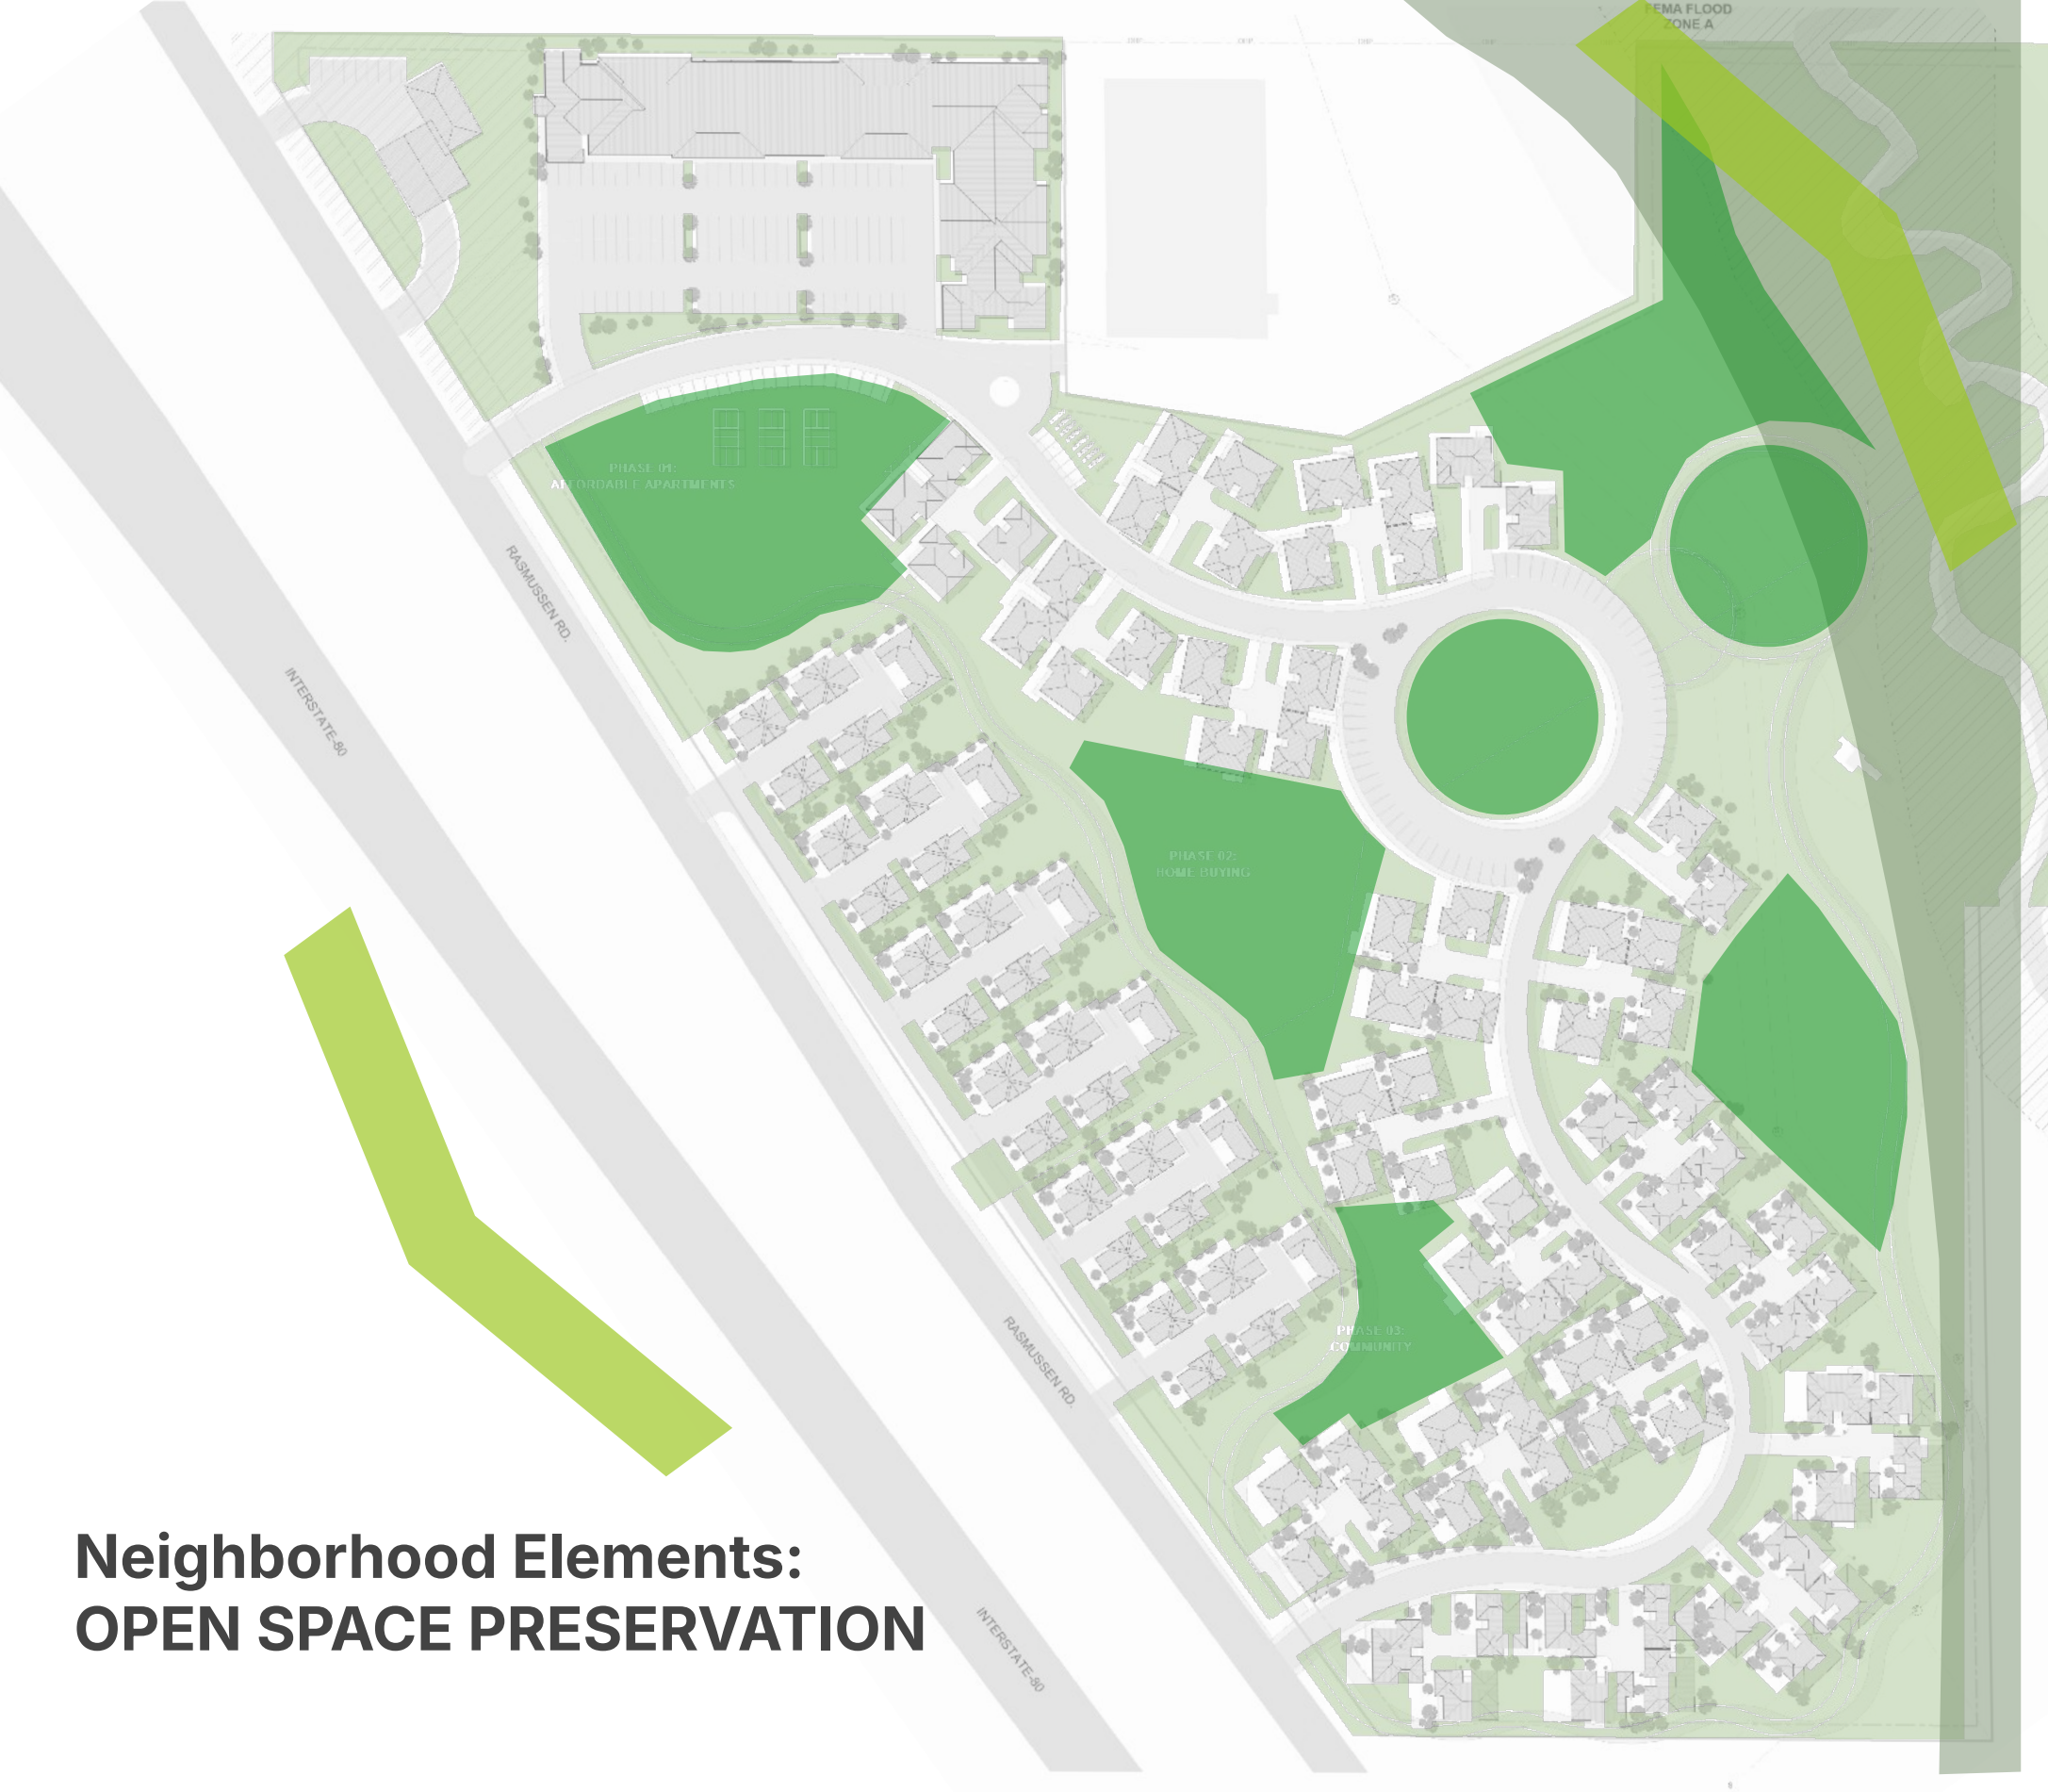 FEMA FLOOD
ZONE A
PHASE 01:
AFFORDABLE APARTMENTS
RASMUSSEN RD.
INTERSTATE-80
PHASE 02:
HOME BUYING
PHASE 03:
COMMUNITY
RASMUSSEN RD.
INTERSTATE-80
Neighborhood Elements:
OPEN SPACE PRESERVATION